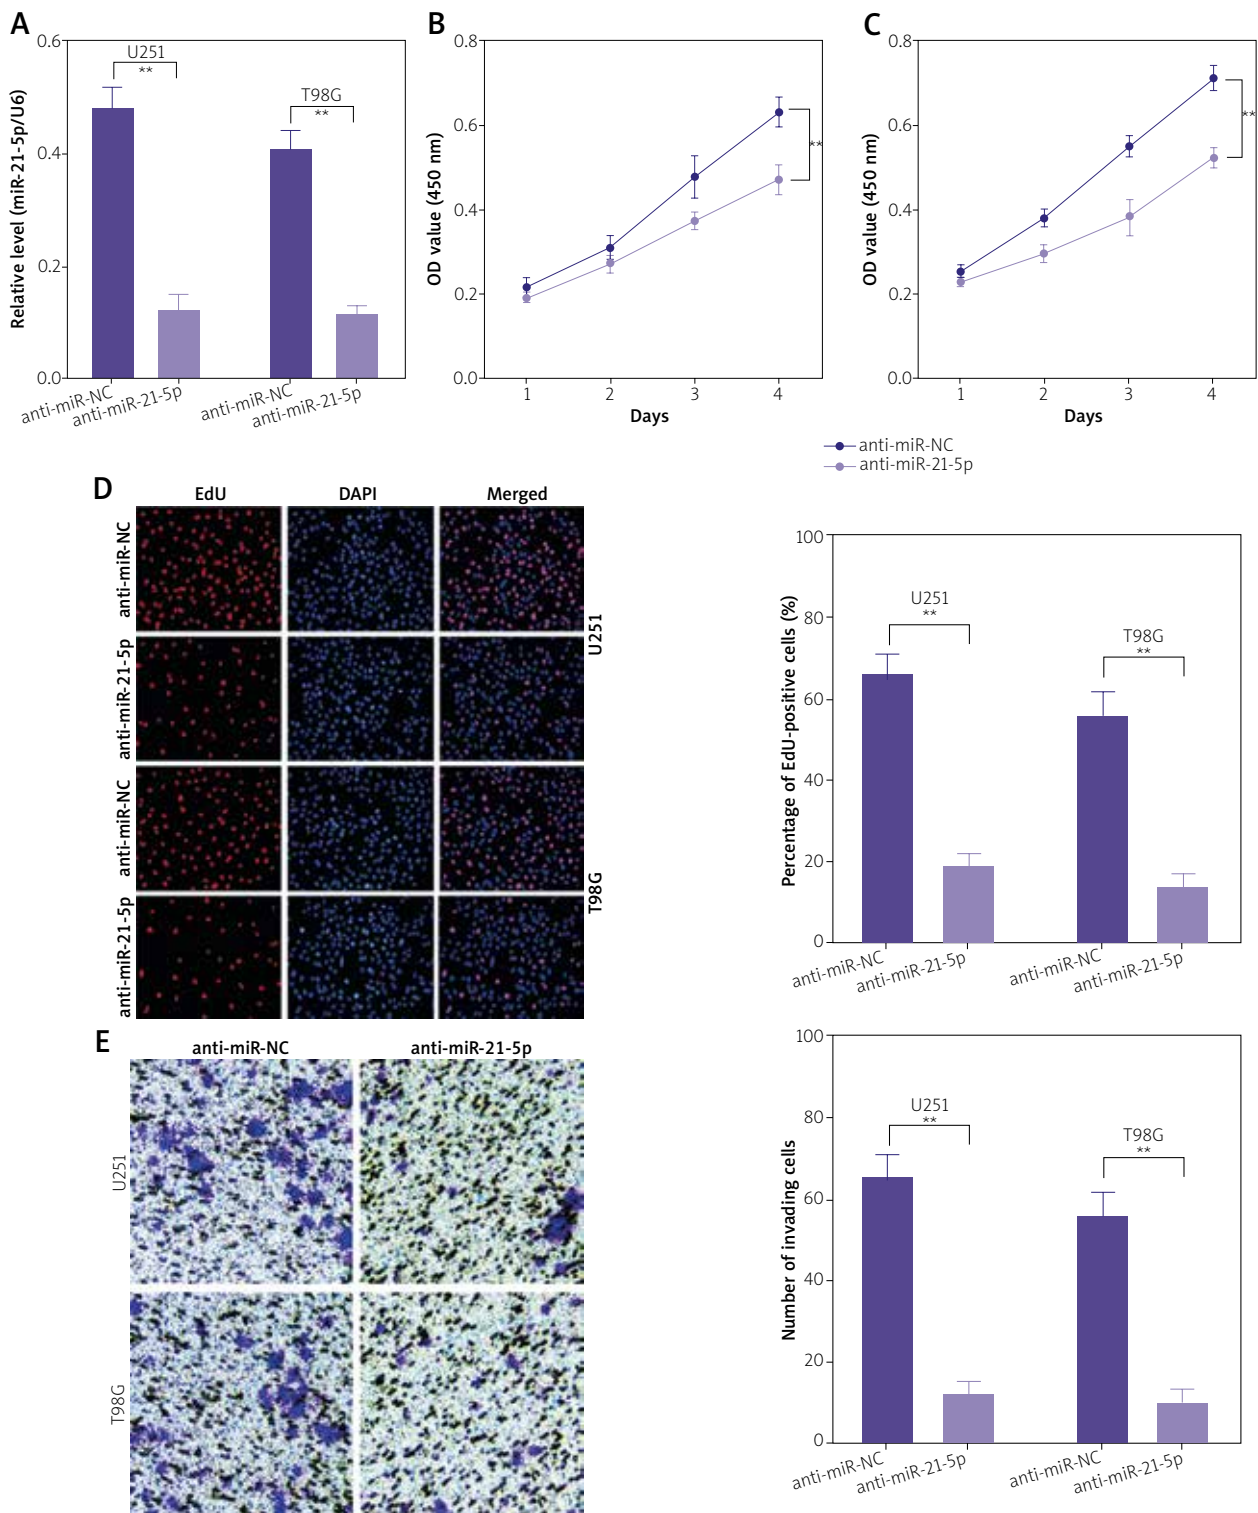 A
Relative level (miR-21-5p/U6)
0.6
0.4
0.2
0.0
U251
**
T98G
**
anti-miR-NC
anti-miR-21-5p
anti-miR-NC
anti-miR-21-5p
B
OD value (450 nm)
0.8
0.6
0.4
0.2
0.0
**
1 2 3 4
Days
C
OD value (450 nm)
0.8
0.6
0.4
0.2
0.0
**
1 2 3 4
Days
anti-miR-NC
anti-miR-21-5p
D
EdU DAPI Merged
anti-miR-NC
anti-miR-21-5p
anti-miR-NC
anti-miR-21-5p
U251
T98G
Percentage of EdU-positive cells (%)
100
80
60
40
20
0
U251
**
T98G
**
anti-miR-NC
anti-miR-21-5p
anti-miR-NC
anti-miR-21-5p
E
anti-miR-NC anti-miR-21-5p
U251
T98G
Number of invading cells
100
80
60
40
20
0
U251
**
T98G
**
anti-miR-NC
anti-miR-21-5p
anti-miR-NC
anti-miR-21-5p